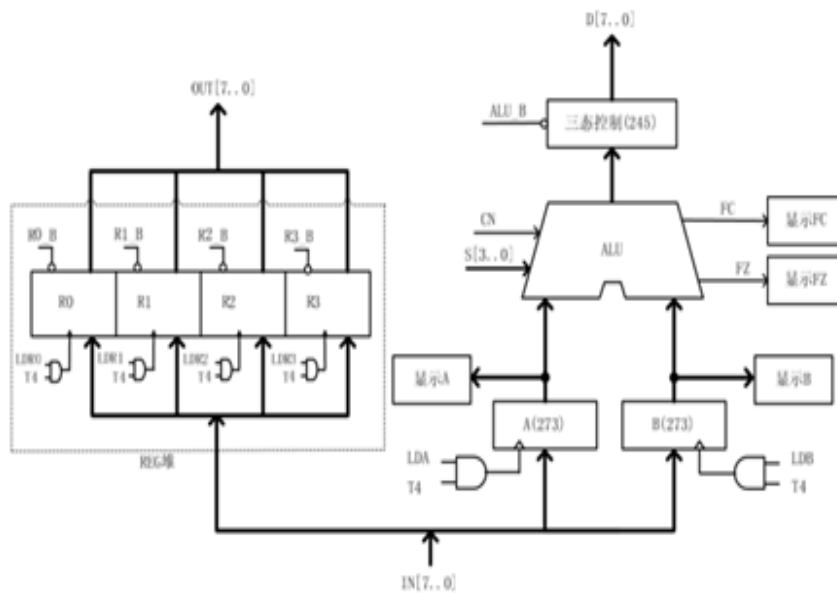 D[7..0]
OUT[7..0]
ALU_B
三态控制(245)
R0_B
R1_B
R2_B
R3_B
CN
S[3..0]
ALU
FC
显示FC
FZ
显示FZ
R0
R1
R2
R3
LDR0
T4
LDR1
T4
LDR2
T4
LDR3
T4
REG堆
显示A
显示B
A(273)
B(273)
LDA
T4
LDB
T4
IN[7..0]